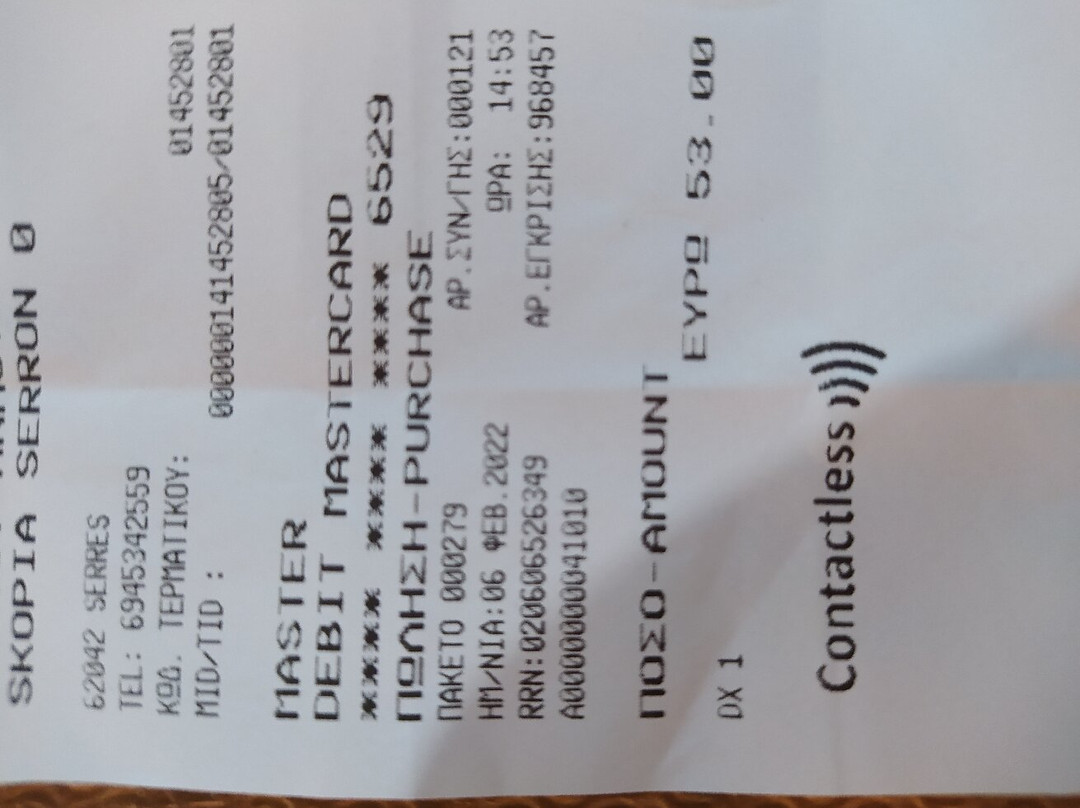 SKOPIA SERRON 0
62042 SERRES
TEL: 6945342559
ΚΩΔ. ΤΕΡΜΑΤΙΚΟΥ: 01452801
MID/TID : 000000141452805/01452801
MASTER
DEBIT MASTERCARD
**** **** **** 6529
ΠΩΛΗΣΗ-PURCHASE
ΠΑΚΕΤΟ 000279 ΑΡ.ΣΥΝ/ΓΗΣ:000121
ΗΜ/ΝΙΑ:06 ΦΕΒ.2022 ΩΡΑ: 14:53
RRN:020606526349 ΑΡ.ΕΓΚΡΙΣΗΣ:968457
A0000000041010
ΠΟΣΟ-AMOUNT
ΕΥΡΩ 53.00
DX 1
Contactless